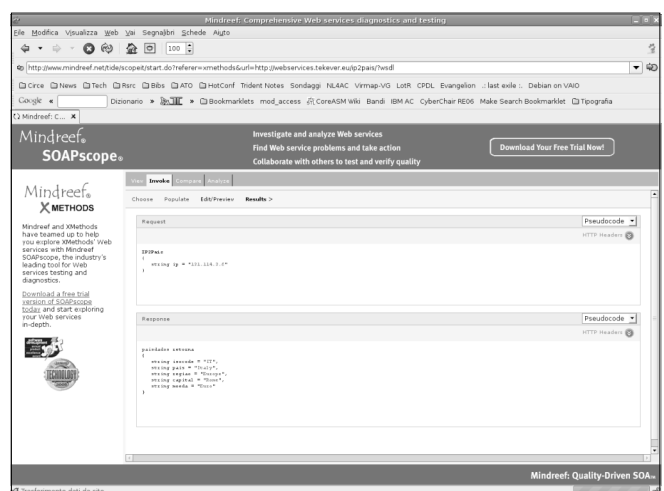 Mindreef: Comprehensive Web services diagnostics and testing
File Modifica Visualizza Web Vai Segnalibri Schede Aiuto
100
http://www.mindreef.net/tide/scopeit/start.do?referer=xmethods&url=http://webservices.tekever.eu/ip2pais/?wsdl
Circe News Tech Rsrc Bibs ATO HotConf Trident Notes Sondaggi NL4AC Virmap-VG LotR CPDL Evangelion .:: last exile :. Debian on VAIO
Google « Dizionario » » Bookmarklets mod_access CoreASM Wiki Bandi IBM AC CyberChair RE06 Make Search Bookmarklet Tipografia
Mindreef: C...
Mindreef®
SOAPscope®
Investigate and analyze Web services
Find Web service problems and take action
Collaborate with others to test and verify quality
Download Your Free Trial Now!
View Invoke Compare Analyze
Choose Populate Edit/Preview Results >
Mindreef®
X METHODS
Mindreef and XMethods
have teamed up to help
you explore XMethods' Web
services with Mindreef
SOAPscope, the industry's
leading tool for Web
services testing and
diagnostics.
Download a free trial
version of SOAPscope
today and start exploring
your Web services
in-depth.
TECHNOLOGY
Request
Pseudocode
HTTP Headers
IP2Pais
(
string ip =
)
Response
Pseudocode
HTTP Headers
retorna
{
string = "IT",
string pais = "Italy",
string regiao = "Europe",
string capital = "Rome",
string moeda = "Euro"
}
Mindreef: Quality-Driven SOA™
Trasferimento dati da sito